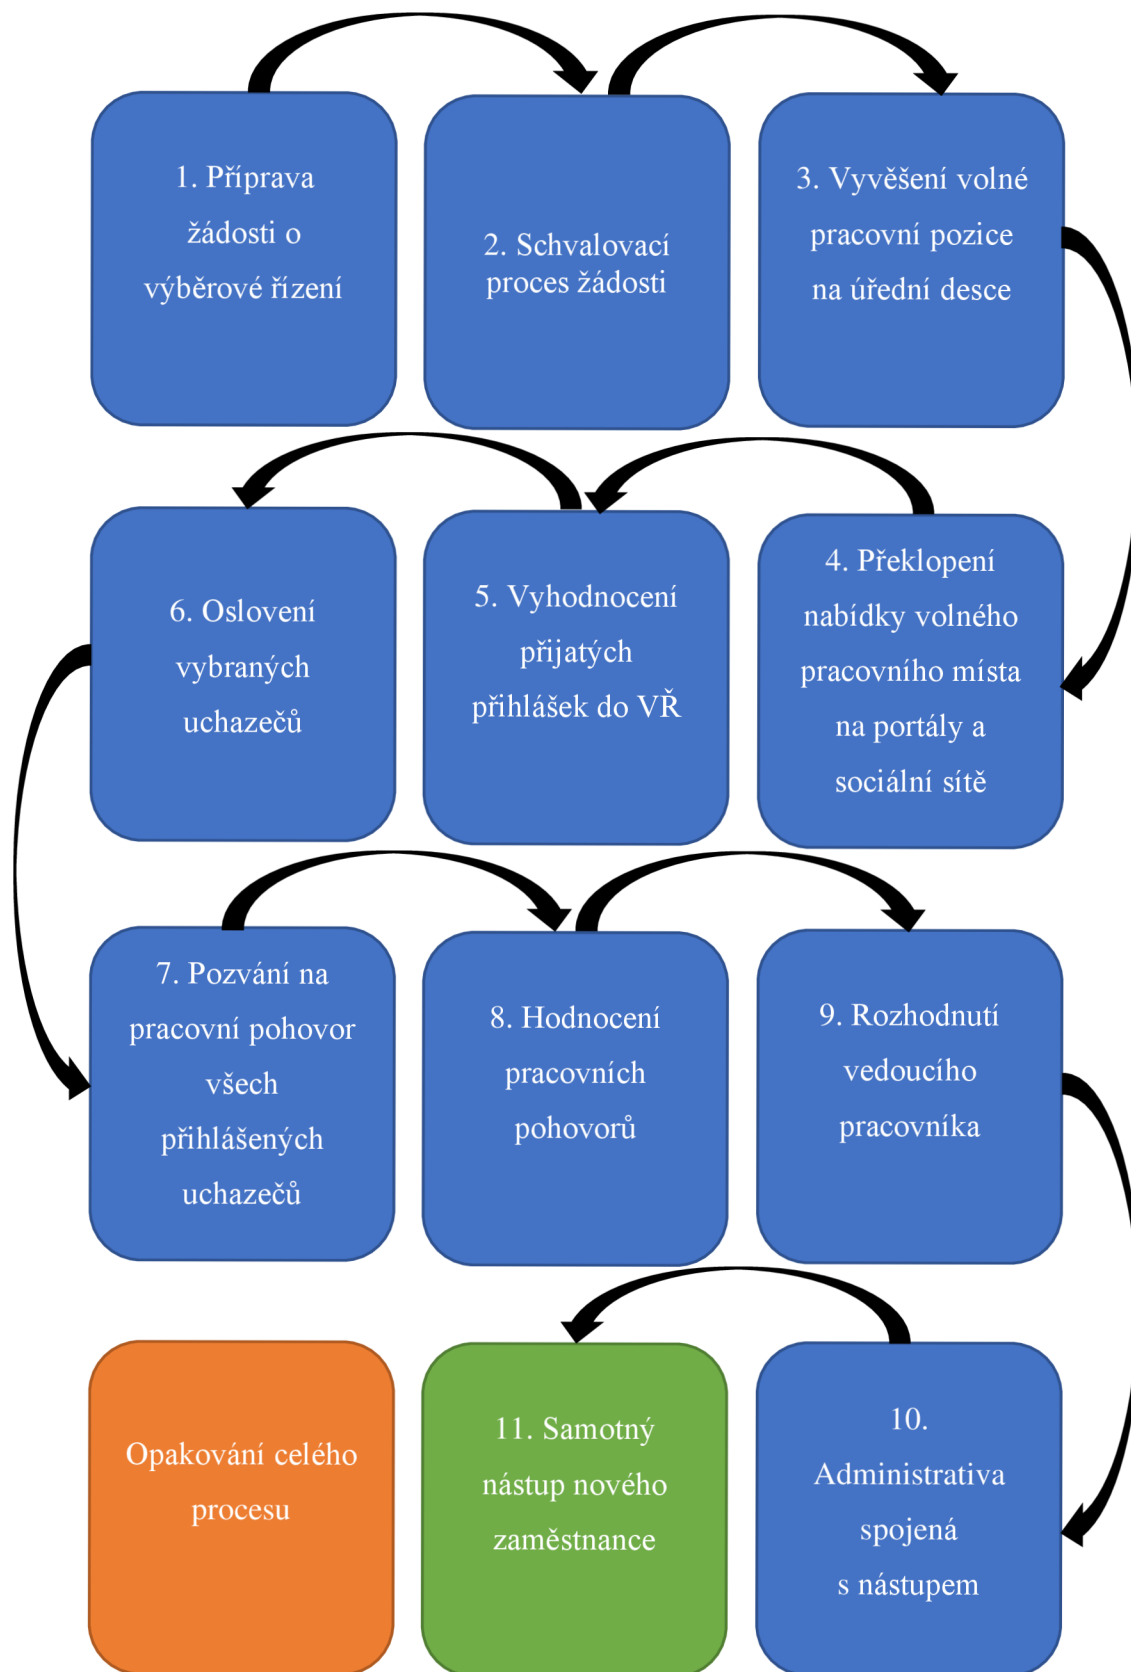 1. Příprava
žádosti o
výběrové řízení
2. Schvalovací
proces žádosti
3. Vyvěšení volné
pracovní pozice
na úřední desce
4. Překlopení
nabídky volného
pracovního místa
na portály a
sociální sítě
5. Vyhodnocení
přijatých
přihlášek do VŘ
6. Oslovení
vybraných
uchazečů
7. Pozvání na
pracovní pohovor
všech
přihlášených
uchazečů
8. Hodnocení
pracovních
pohovorů
9. Rozhodnutí
vedoucího
pracovníka
10.
Administrativa
spojená
s nástupem
11. Samotný
nástup nového
zaměstnance
Opakování celého
procesu